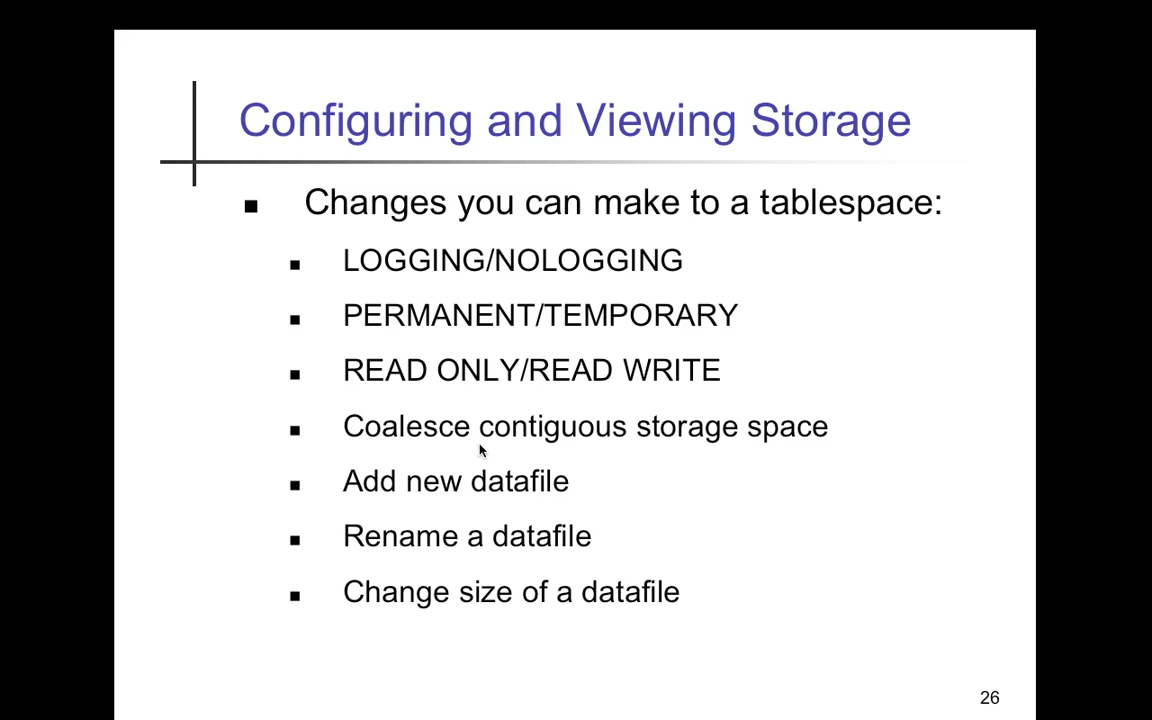 Configuring and Viewing Storage
Changes you can make to a tablespace:
LOGGING/NOLOGGING
PERMANENT/TEMPORARY
READ ONLY/READ WRITE
Coalesce contiguous storage space
Add new datafile
Rename a datafile
Change size of a datafile
26